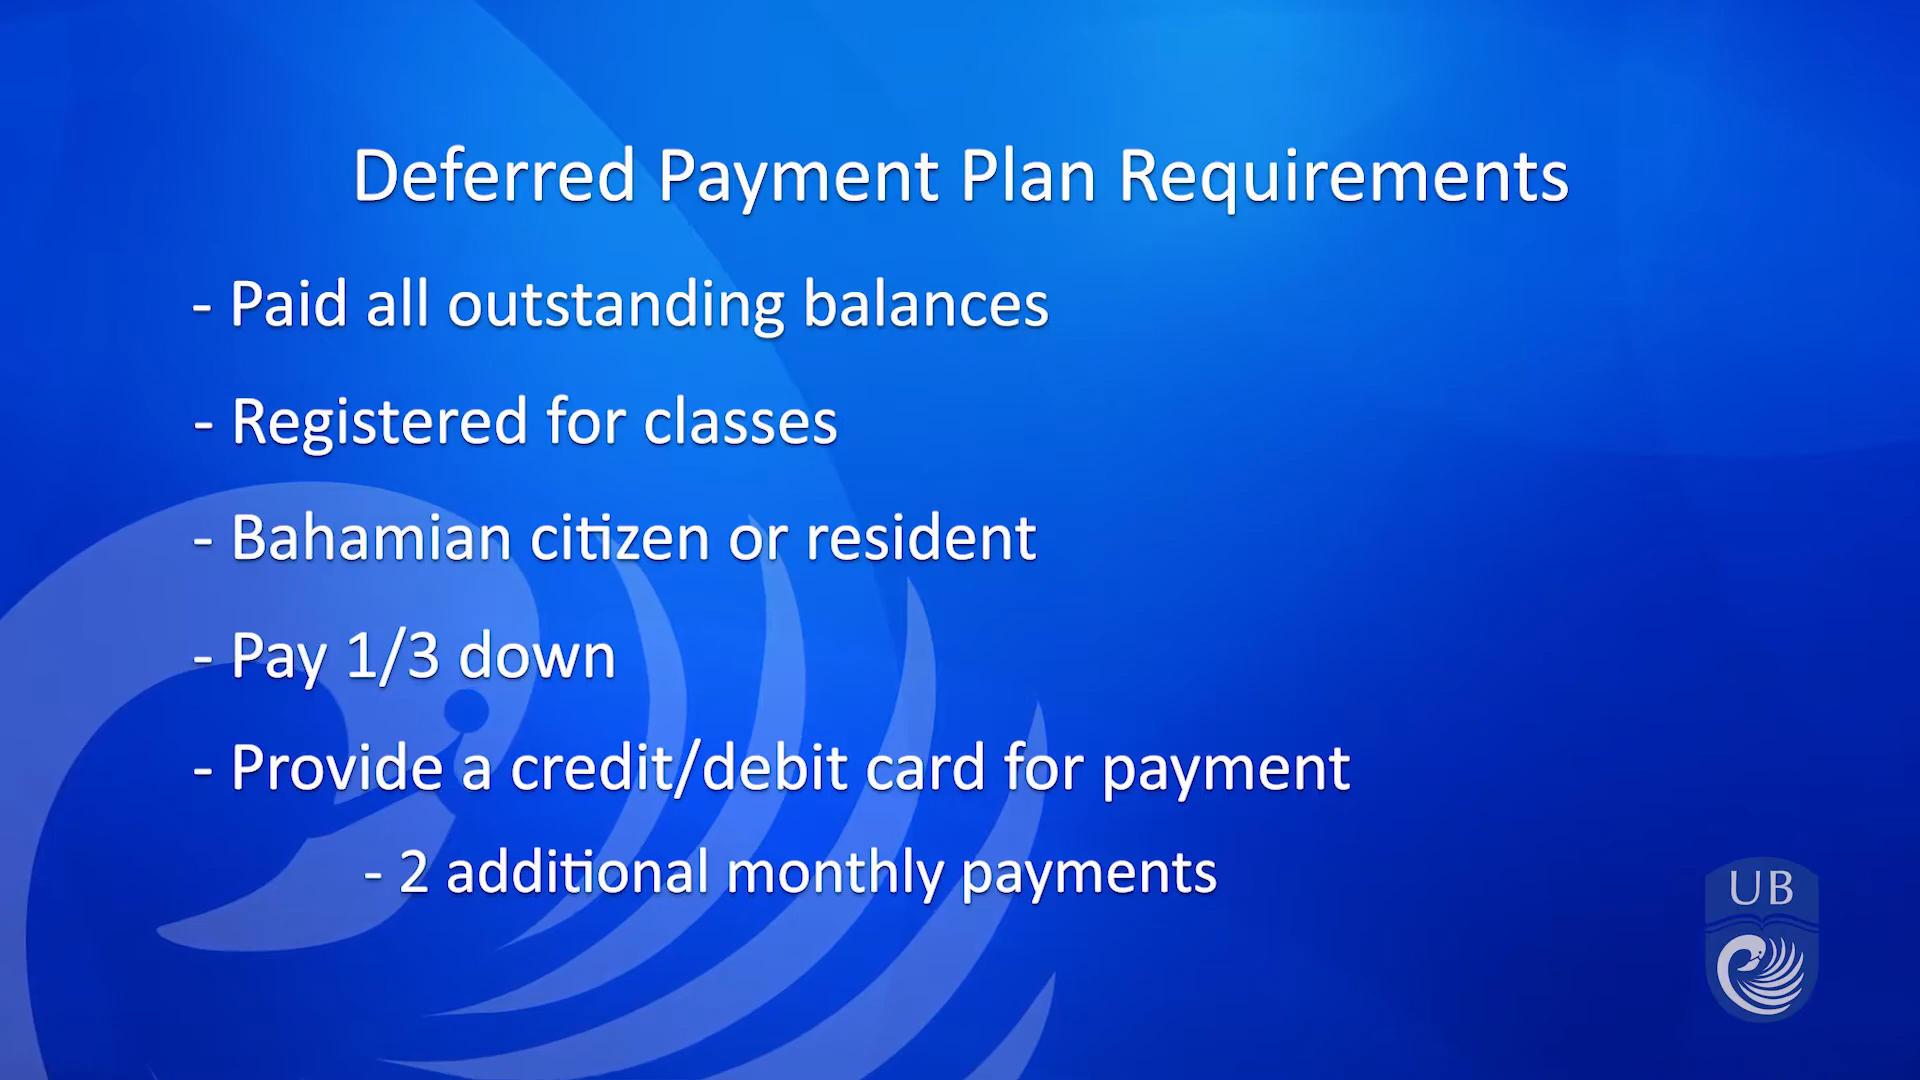 Deferred Payment Plan Requirements
- Paid all outstanding balances
- Registered for classes
- Bahamian citizen or resident
- Pay 1/3 down
- Provide a credit/debit card for payment
- 2 additional monthly payments
UB